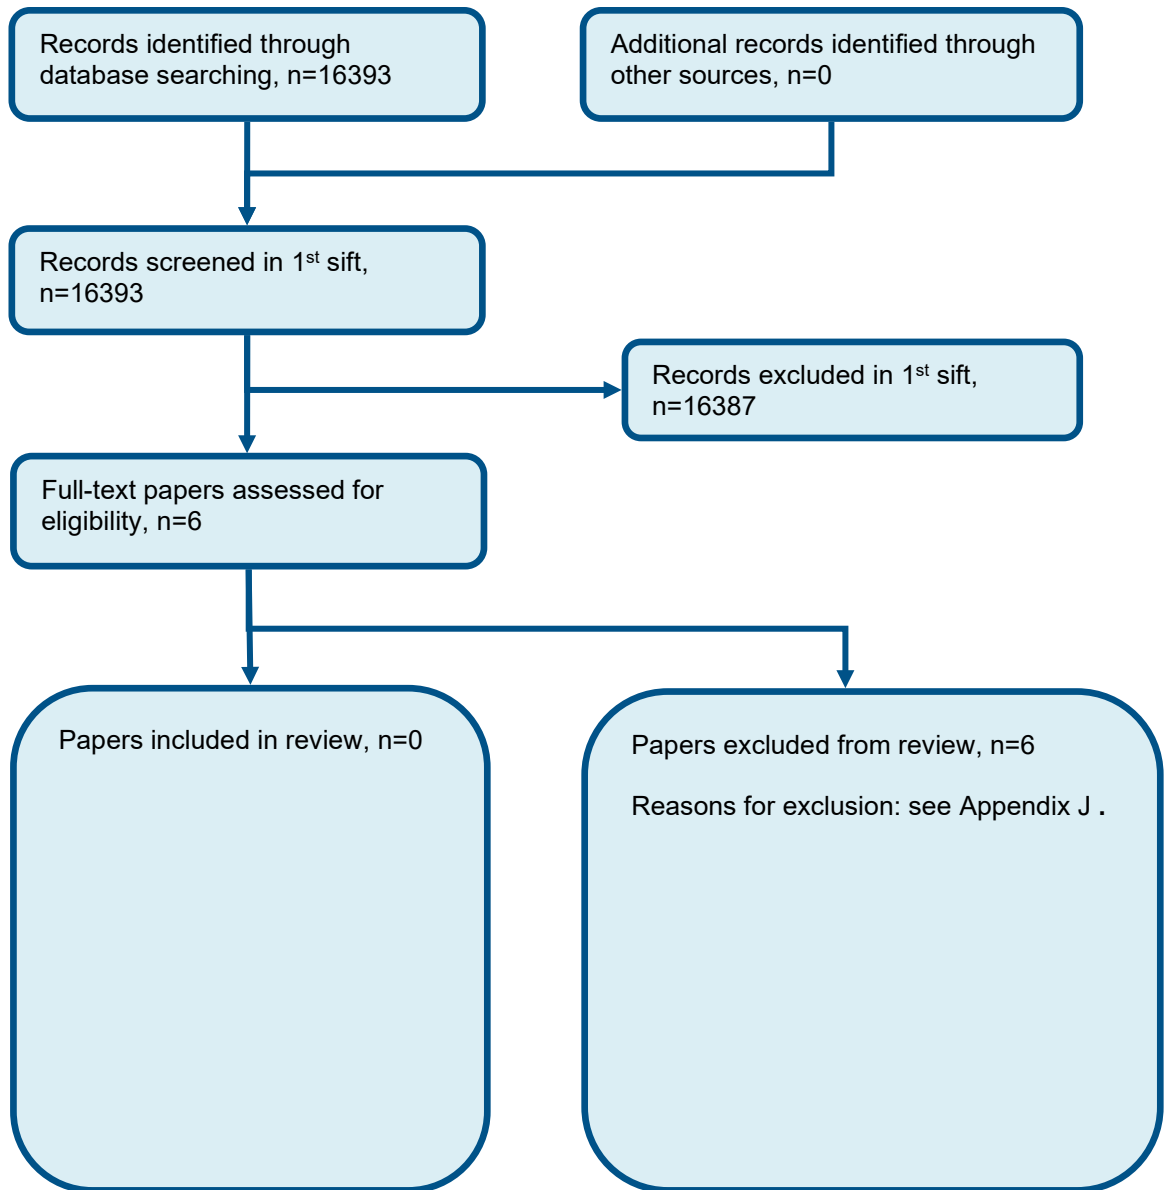 Records identified through
database searching, n=16393
Additional records identified through
other sources, n=0
Records screened in 1st sift,
n=16393
Records excluded in 1st sift,
n=16387
Full-text papers assessed for
eligibility, n=6
Papers included in review, n=0
Papers excluded from review, n=6
Reasons for exclusion: see Appendix J .